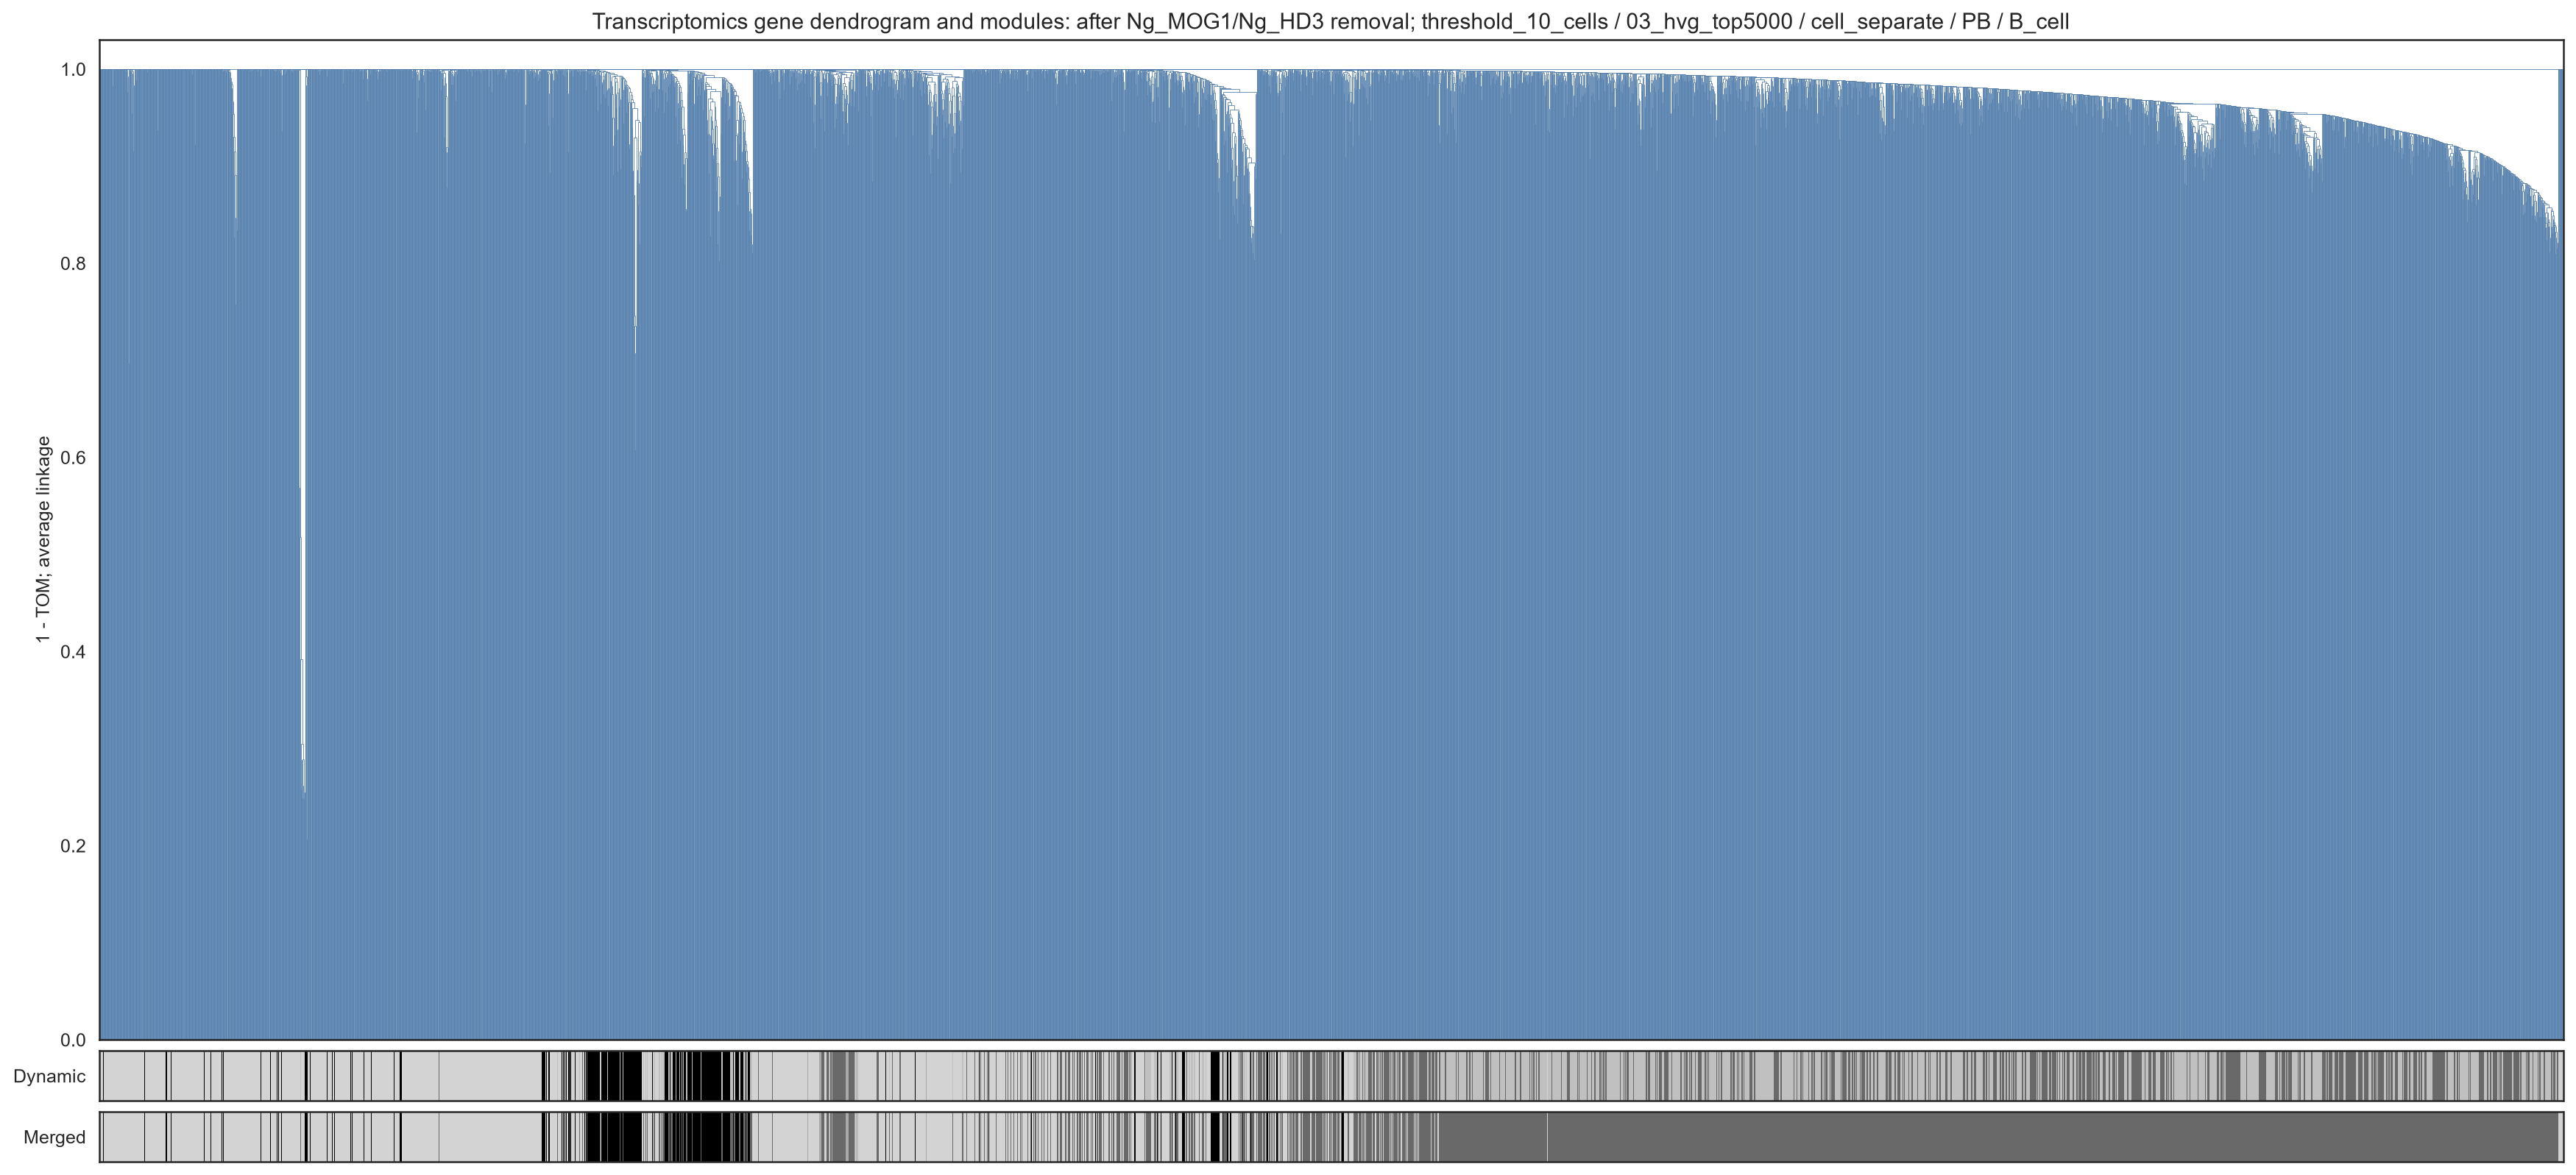 Transcriptomics gene dendrogram and modules: after Ng_MOG1/Ng_HD3 removal; threshold_10_cells / 03_hvg_top5000 / cell_separate / PB / B_cell
1.0
0.8
0.6
0.4
0.2
0.0
1 - TOM; average linkage
Dynamic
Merged